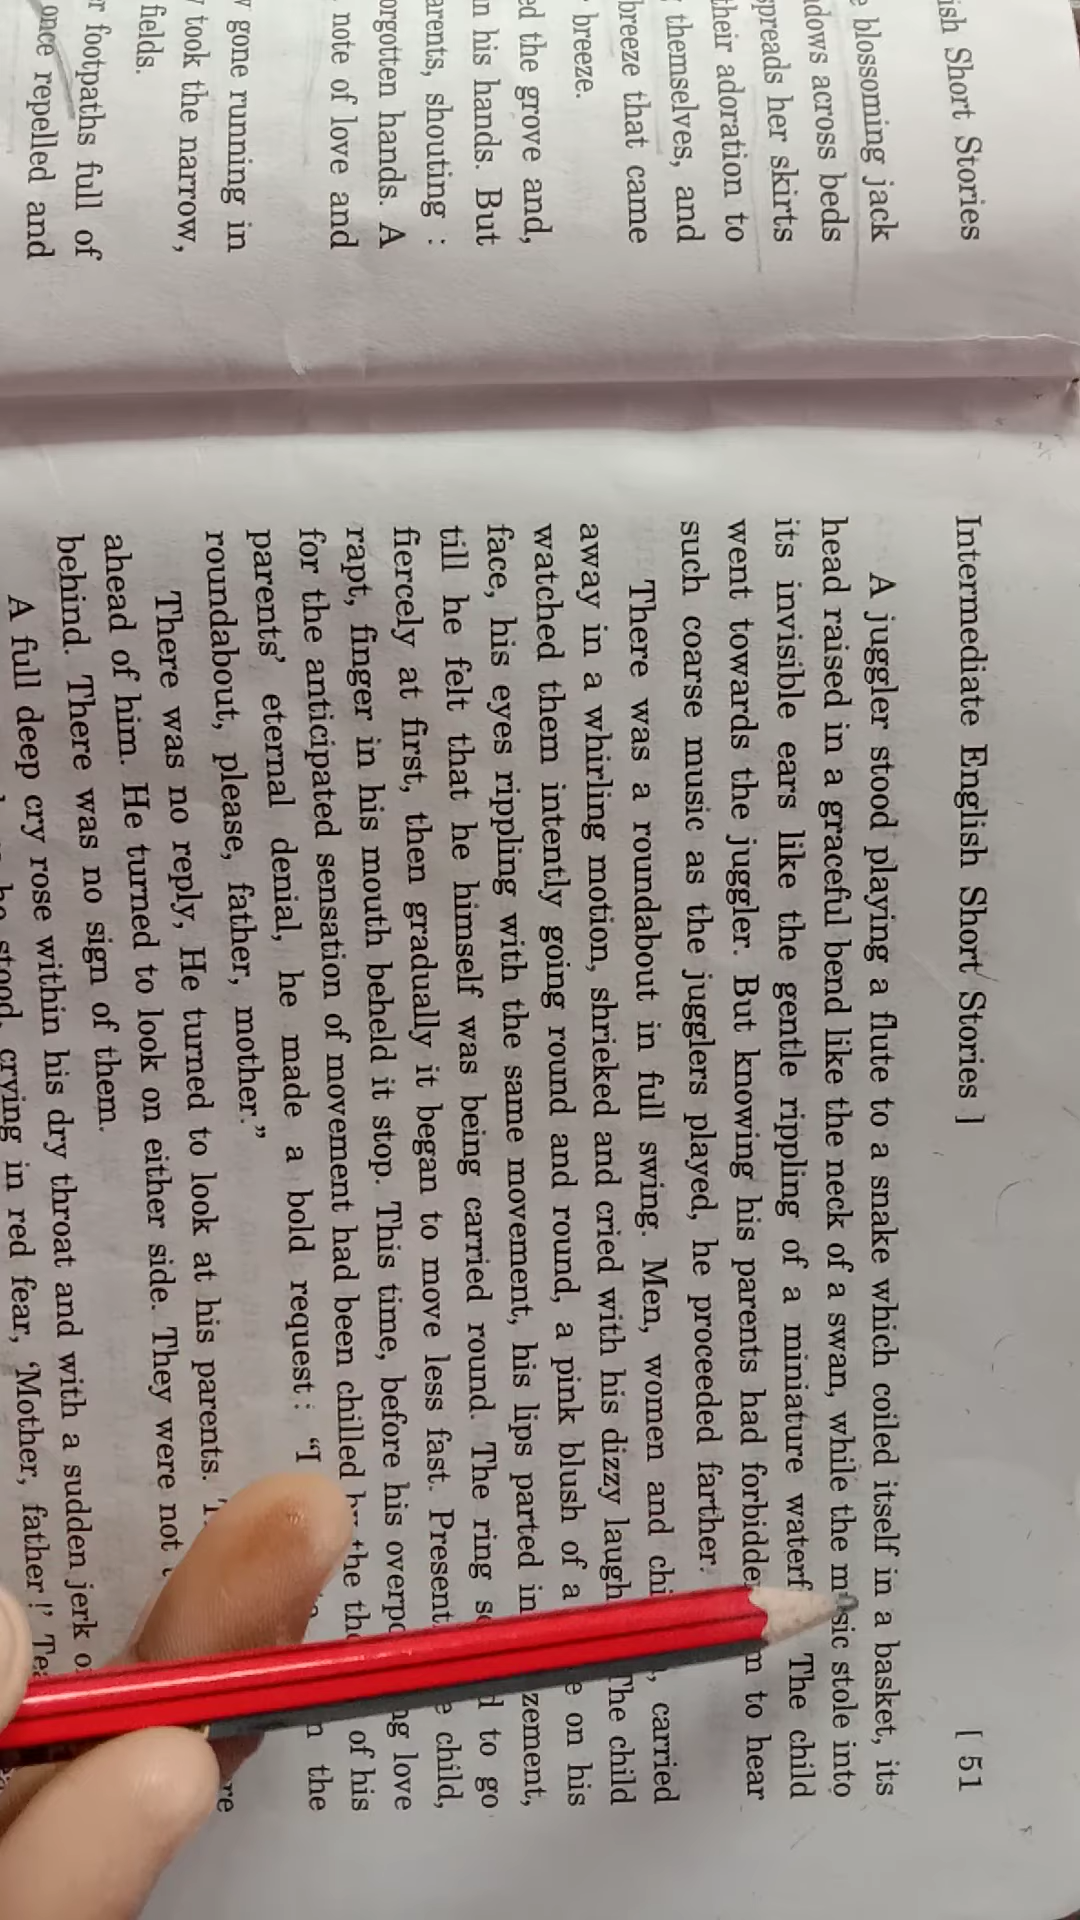 ish Short Stories
e blossoming jack
dows across beds
spreads her skirts
their adoration to
themselves, and
breeze that came
breeze.
ed the grove and,
n his hands. But
arents, shouting :
orgotten hands. A
note of love and
gone running in
took the narrow,
fields.
r footpaths full of
once repelled and
Intermediate English Short Stories ] [ 51
A juggler stood playing a flute to a snake which coiled itself in a basket, its
head raised in a graceful bend like the neck of a swan, while the m sic stole into
its invisible ears like the gentle rippling of a miniature waterf The child
went towards the juggler. But knowing his parents had forbidde m to hear
such coarse music as the jugglers played, he proceeded farther.
There was a roundabout in full swing. Men, women and chi , carried
away in a whirling motion, shrieked and cried with his dizzy laugh The child
watched them intently going round and round, a pink blush of a e on his
face, his eyes rippling with the same movement, his lips parted in zement,
till he felt that he himself was being carried round. The ring s d to go
fiercely at first, then gradually it began to move less fast. Present e child,
rapt, finger in his mouth beheld it stop. This time, before his overpo ng love
for the anticipated sensation of movement had been chilled by the th of his
parents' eternal denial, he made a bold request : "I n the
roundabout, please, father, mother."
There was no reply, He turned to look at his parents. T re
ahead of him. He turned to look on either side. They were not
behind. There was no sign of them.
A full deep cry rose within his dry throat and with a sudden jerk o
he stood, crying in red fear, 'Mother, father!' Tea